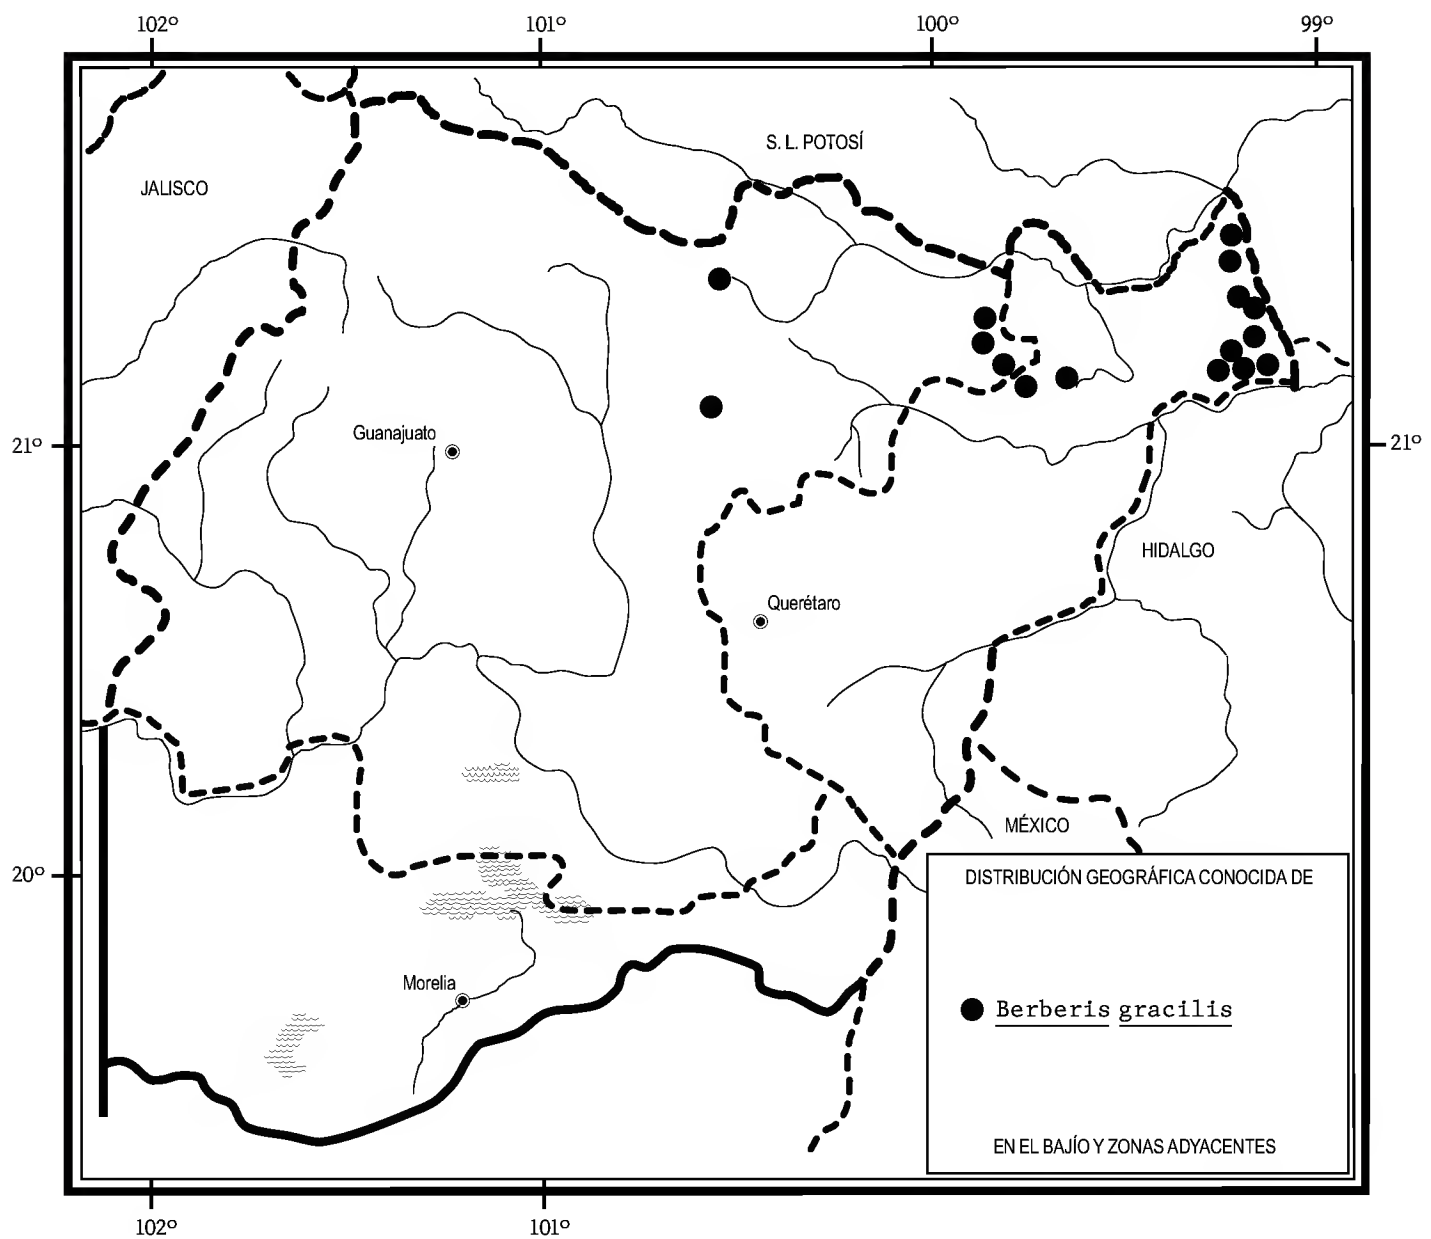 102º 101º 100º 99º
S. L. POTOSÍ
JALISCO
Guanajuato
21º 21º
HIDALGO
Querétaro
MÉXICO
20º
DISTRIBUCIÓN GEOGRÁFICA CONOCIDA DE
Morelia
Berberis gracilis
EN EL BAJÍO Y ZONAS ADYACENTES
102º 101º